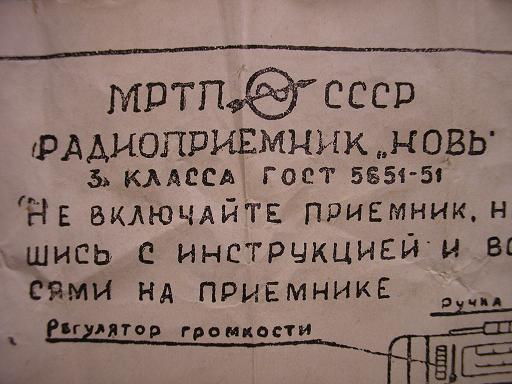 МРТП СССР
РАДИОПРИЕМНИК „НОВЬ"
3. КЛАССА ГОСТ 5651-51
НЕ ВКЛЮЧАЙТЕ ПРИЕМНИК, Н
ШИСЬ С ИНСТРУКЦИЕЙ И ВС
СЯМИ НА ПРИЕМНИКЕ
Ручка
Регулятор громкости